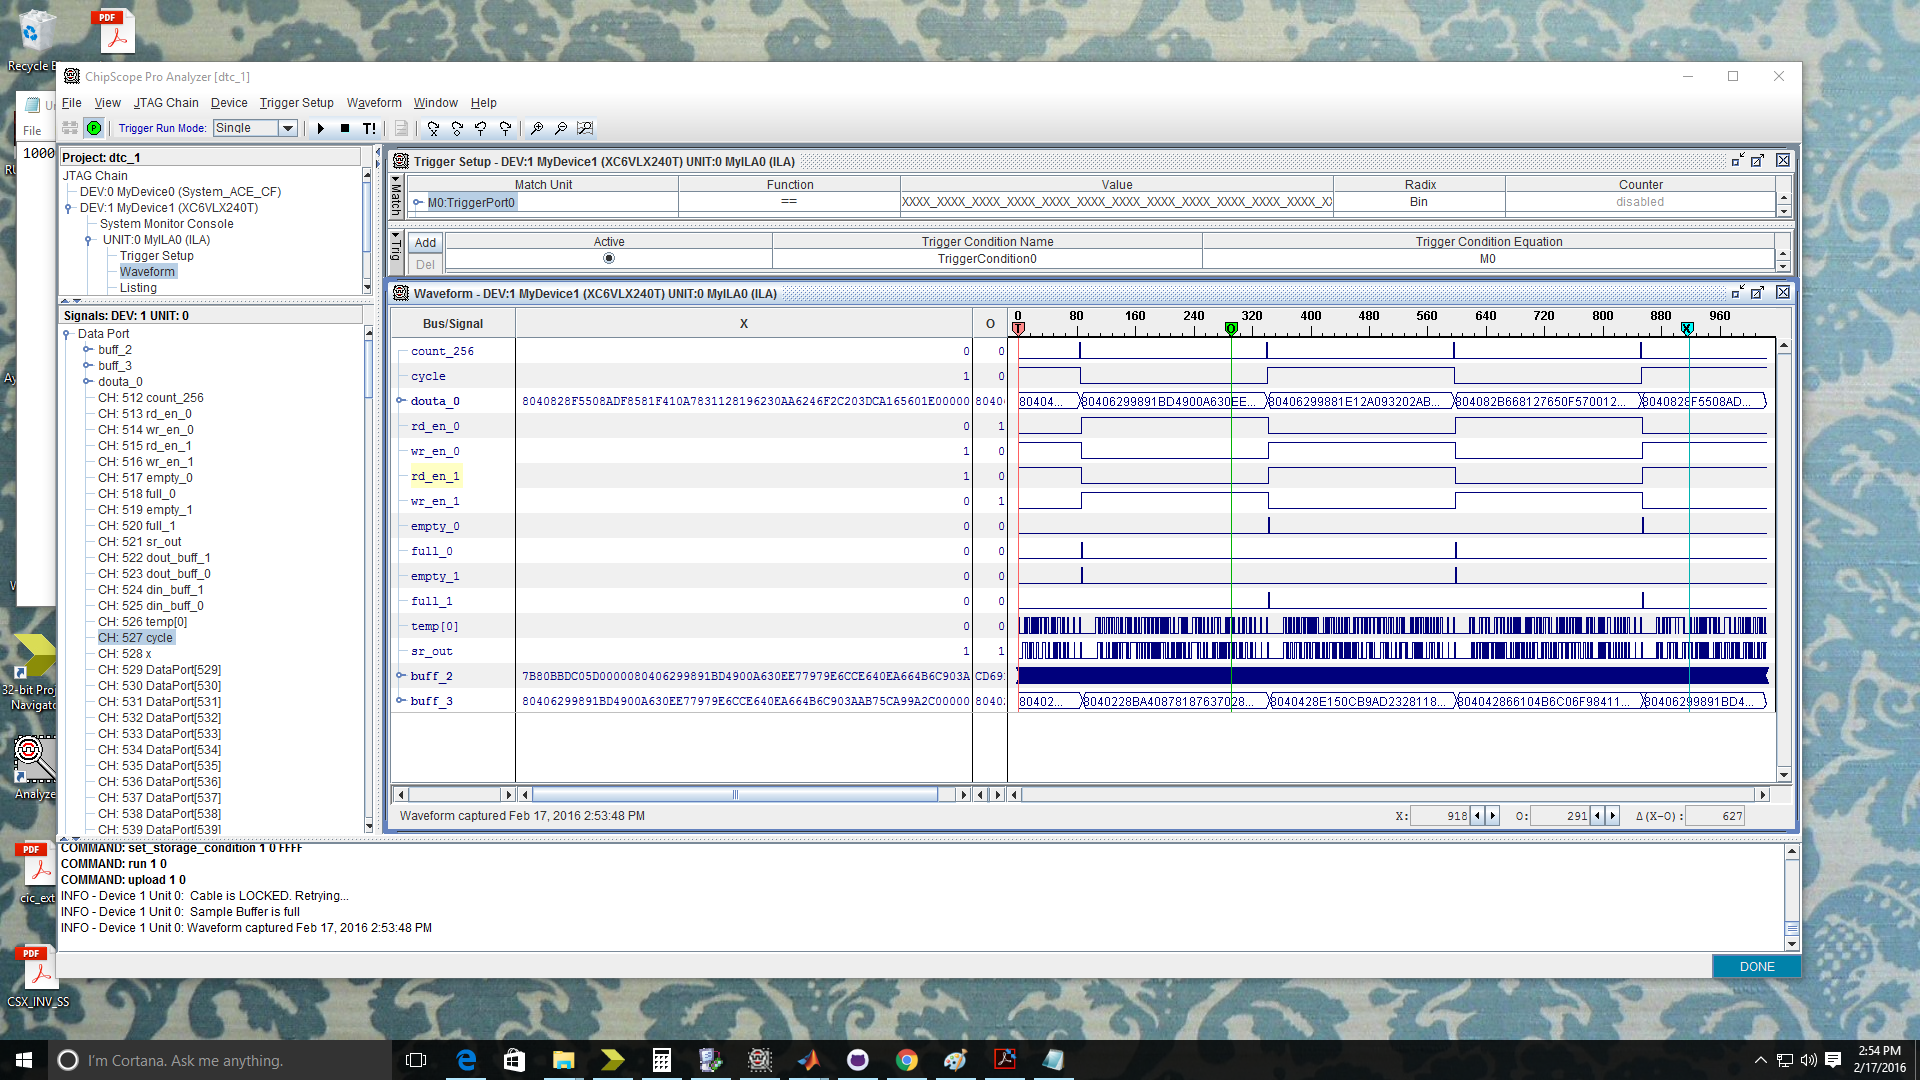 Recycle B
ChipScope Pro Analyzer [dtc_1]
File View JTAG Chain Device Trigger Setup Waveform Window Help
Trigger Run Mode: Single T!
File
1000
Project: dtc_1
JTAG Chain
DEV:0 MyDevice0 (System_ACE_CF)
DEV:1 MyDevice1 (XC6VLX240T)
System Monitor Console
UNIT:0 MyILA0 (ILA)
Trigger Setup
Waveform
Listing
Signals: DEV: 1 UNIT: 0
Data Port
buff_2
buff_3
douta_0
CH: 512 count_256
CH: 513 rd_en_0
CH: 514 wr_en_0
CH: 515 rd_en_1
CH: 516 wr_en_1
CH: 517 empty_0
CH: 518 full_0
CH: 519 empty_1
CH: 520 full_1
CH: 521 sr_out
CH: 522 dout_buff_1
CH: 523 dout_buff_0
CH: 524 din_buff_1
CH: 525 din_buff_0
CH: 526 temp[0]
CH: 527 cycle
CH: 528 x
CH: 529 DataPort[529]
CH: 530 DataPort[530]
CH: 531 DataPort[531]
CH: 532 DataPort[532]
CH: 533 DataPort[533]
CH: 534 DataPort[534]
CH: 535 DataPort[535]
CH: 536 DataPort[536]
CH: 537 DataPort[537]
CH: 538 DataPort[538]
CH: 539 DataPort[539]
Trigger Setup - DEV:1 MyDevice1 (XC6VLX240T) UNIT:0 MyILA0 (ILA)
Match
Match Unit Function Value Radix Counter
M0:TriggerPort0 == XXXX_XXXX_XXXX_XXXX_XXXX_XXXX_XXXX_XXXX_XXXX_XXXX_XXXX_XXXX_X Bin disabled
Trig
Add Active Trigger Condition Name Trigger Condition Equation
Del TriggerCondition0 M0
Waveform - DEV:1 MyDevice1 (XC6VLX240T) UNIT:0 MyILA0 (ILA)
Bus/Signal X O 0 80 160 240 320 400 480 560 640 720 800 880 960
T O X
count_256 0 0
cycle 1 0
douta_0 8040828F5508ADF8581F410A7831128196230AA6246F2C203DCA165601E00000 8040 80404... 80406299891BD4900A630EE... 80406299881E12A093202AB... 804082B668127650F570012... 8040828F5508AD...
rd_en_0 0 1
wr_en_0 1 0
rd_en_1 1 0
wr_en_1 0 1
empty_0 0 0
full_0 0 0
empty_1 0 0
full_1 0 0
temp[0] 0 0
sr_out 1 1
buff_2 7B80BBDC05D0000080406299891BD4900A630EE77979E6CCE640EA664B6C903A CD69
buff_3 80406299891BD4900A630EE77979E6CCE640EA664B6C903AAB75CA99A2C00000 8040 80402... 8040228BA40878187637028... 8040428E150CB9AD2328118... 804042866104B6C06F98411... 80406299891BD4...
Waveform captured Feb 17, 2016 2:53:48 PM X: 918 O: 291 Δ(X-O): 627
COMMAND: set_storage_condition 1 0 FFFF
COMMAND: run 1 0
COMMAND: upload 1 0
INFO - Device 1 Unit 0: Cable is LOCKED. Retrying...
INFO - Device 1 Unit 0: Sample Buffer is full
INFO - Device 1 Unit 0: Waveform captured Feb 17, 2016 2:53:48 PM
DONE
PDF
32-bit Proj
Navigato
Analyze
PDF
cic_ext
PDF
CSX_INV_SS
I'm Cortana. Ask me anything.
2:54 PM
2/17/2016